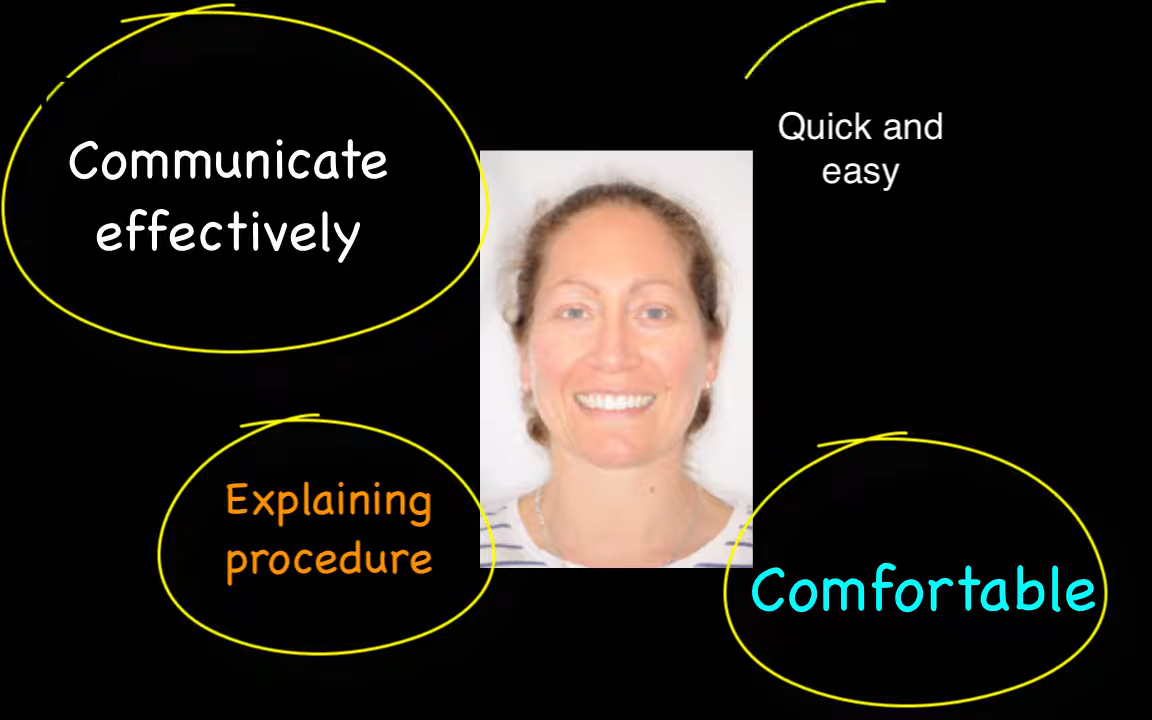 Communicate
effectively
Quick and
easy
Explaining
procedure
Comfortable